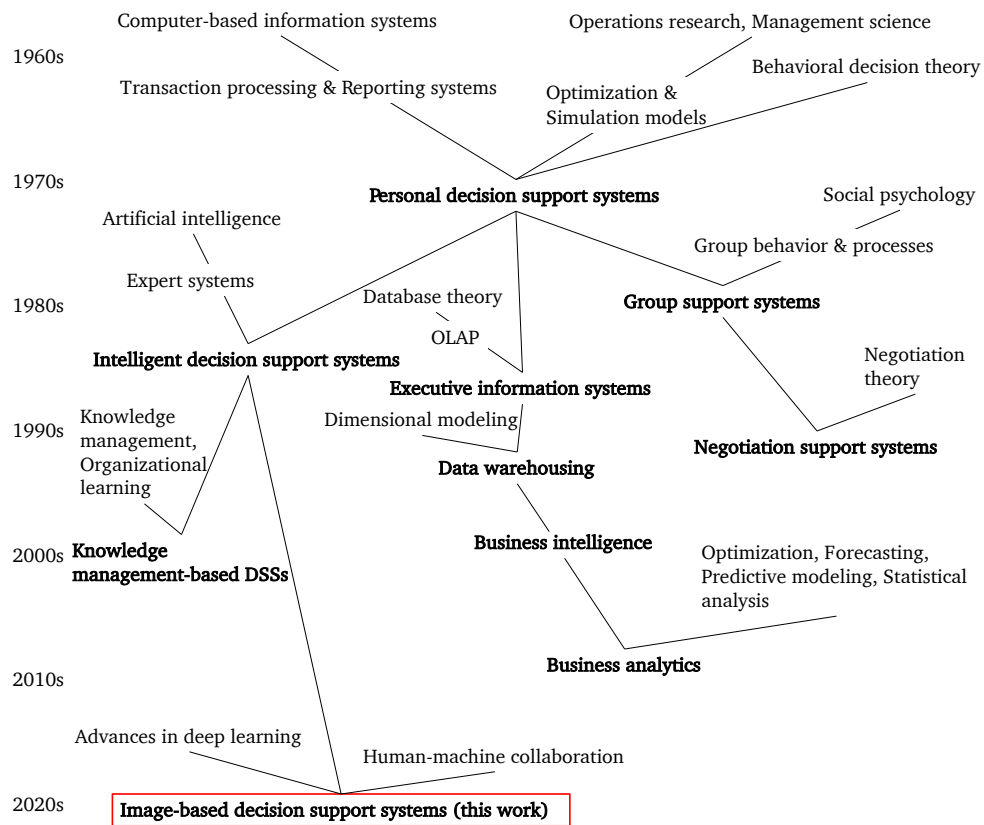 Computer-based information systems
Operations research, Management science
1960s
Behavioral decision theory
Transaction processing & Reporting systems
Optimization &
Simulation models
1970s
Personal decision support systems
Social psychology
Artificial intelligence
Group behavior & processes
Expert systems
Database theory
1980s
Group support systems
OLAP
Intelligent decision support systems
Negotiation
theory
Executive information systems
Knowledge
management,
Organizational
learning
Dimensional modeling
1990s
Negotiation support systems
Data warehousing
Business intelligence
Knowledge
management-based DSSs
2000s
Optimization, Forecasting,
Predictive modeling, Statistical
analysis
Business analytics
2010s
Advances in deep learning
Human-machine collaboration
2020s
Image-based decision support systems (this work)